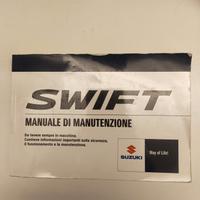 SWIFT
MANUALE DI MANUTENZIONE
Da tenere sempre in macchina.
Contiene informazioni importanti sulla sicurezza,
il funzionamento e la manutenzione.
SUZUKI
Way of Life!